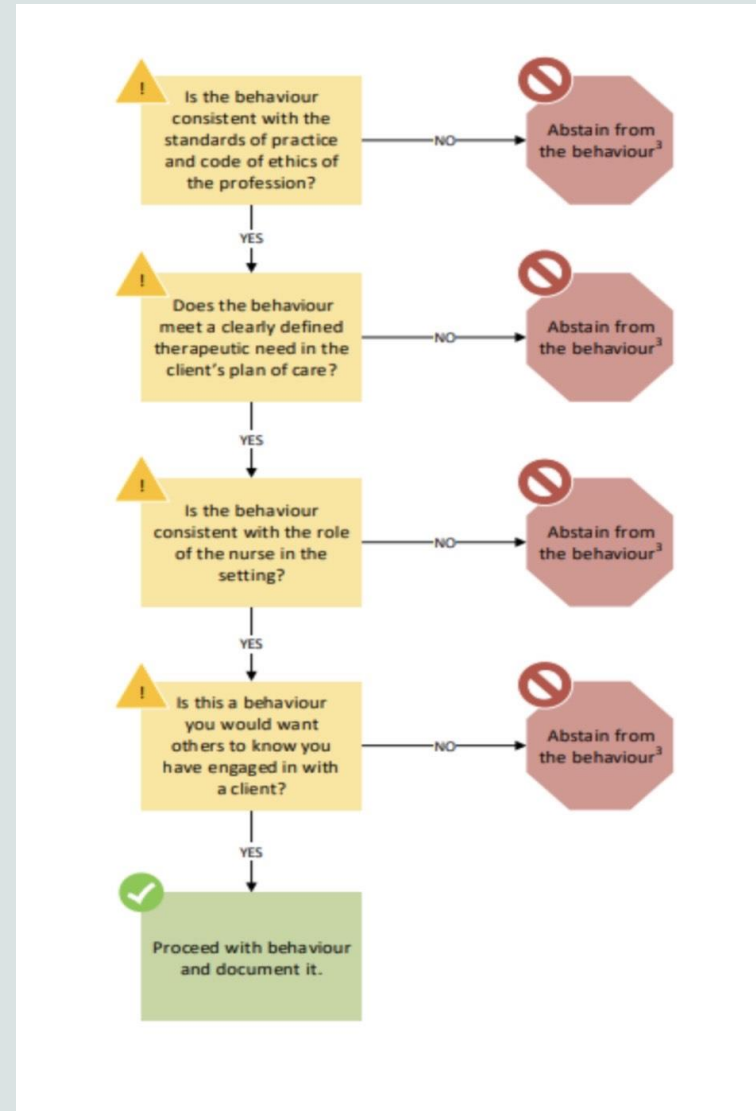 !
Is the behaviour
consistent with the
standards of practice
and code of ethics of
the profession?
NO
Abstain from
the behaviour³
YES
!
Does the behaviour
meet a clearly defined
therapeutic need in the
client's plan of care?
NO
Abstain from
the behaviour³
YES
!
Is the behaviour
consistent with the role
of the nurse in the
setting?
NO
Abstain from
the behaviour³
YES
!
Is this a behaviour
you would want
others to know you
have engaged in with
a client?
NO
Abstain from
the behaviour³
YES
Proceed with behaviour
and document it.